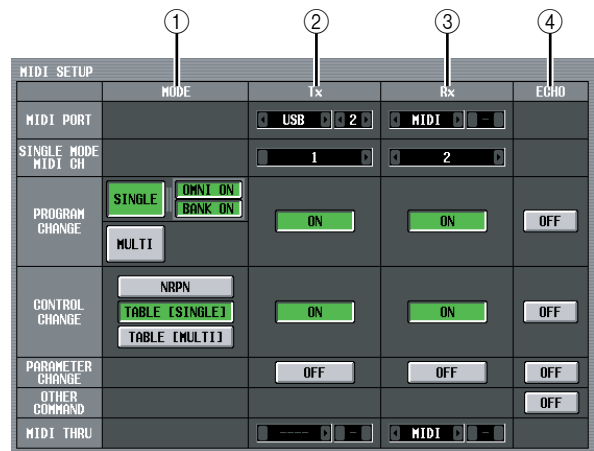 ① ② ③ ④
MIDI SETUP
MODE Tx Rx ECHO
MIDI PORT USB 2 MIDI -
SINGLE MODE
MIDI CH 1 2
PROGRAM
CHANGE SINGLE OMNI ON
BANK ON ON ON OFF
MULTI
CONTROL
CHANGE NRPN
TABLE [SINGLE] ON ON OFF
TABLE [MULTI]
PARAMETER
CHANGE OFF OFF OFF
OTHER
COMMAND OFF
MIDI THRU ---- - MIDI -